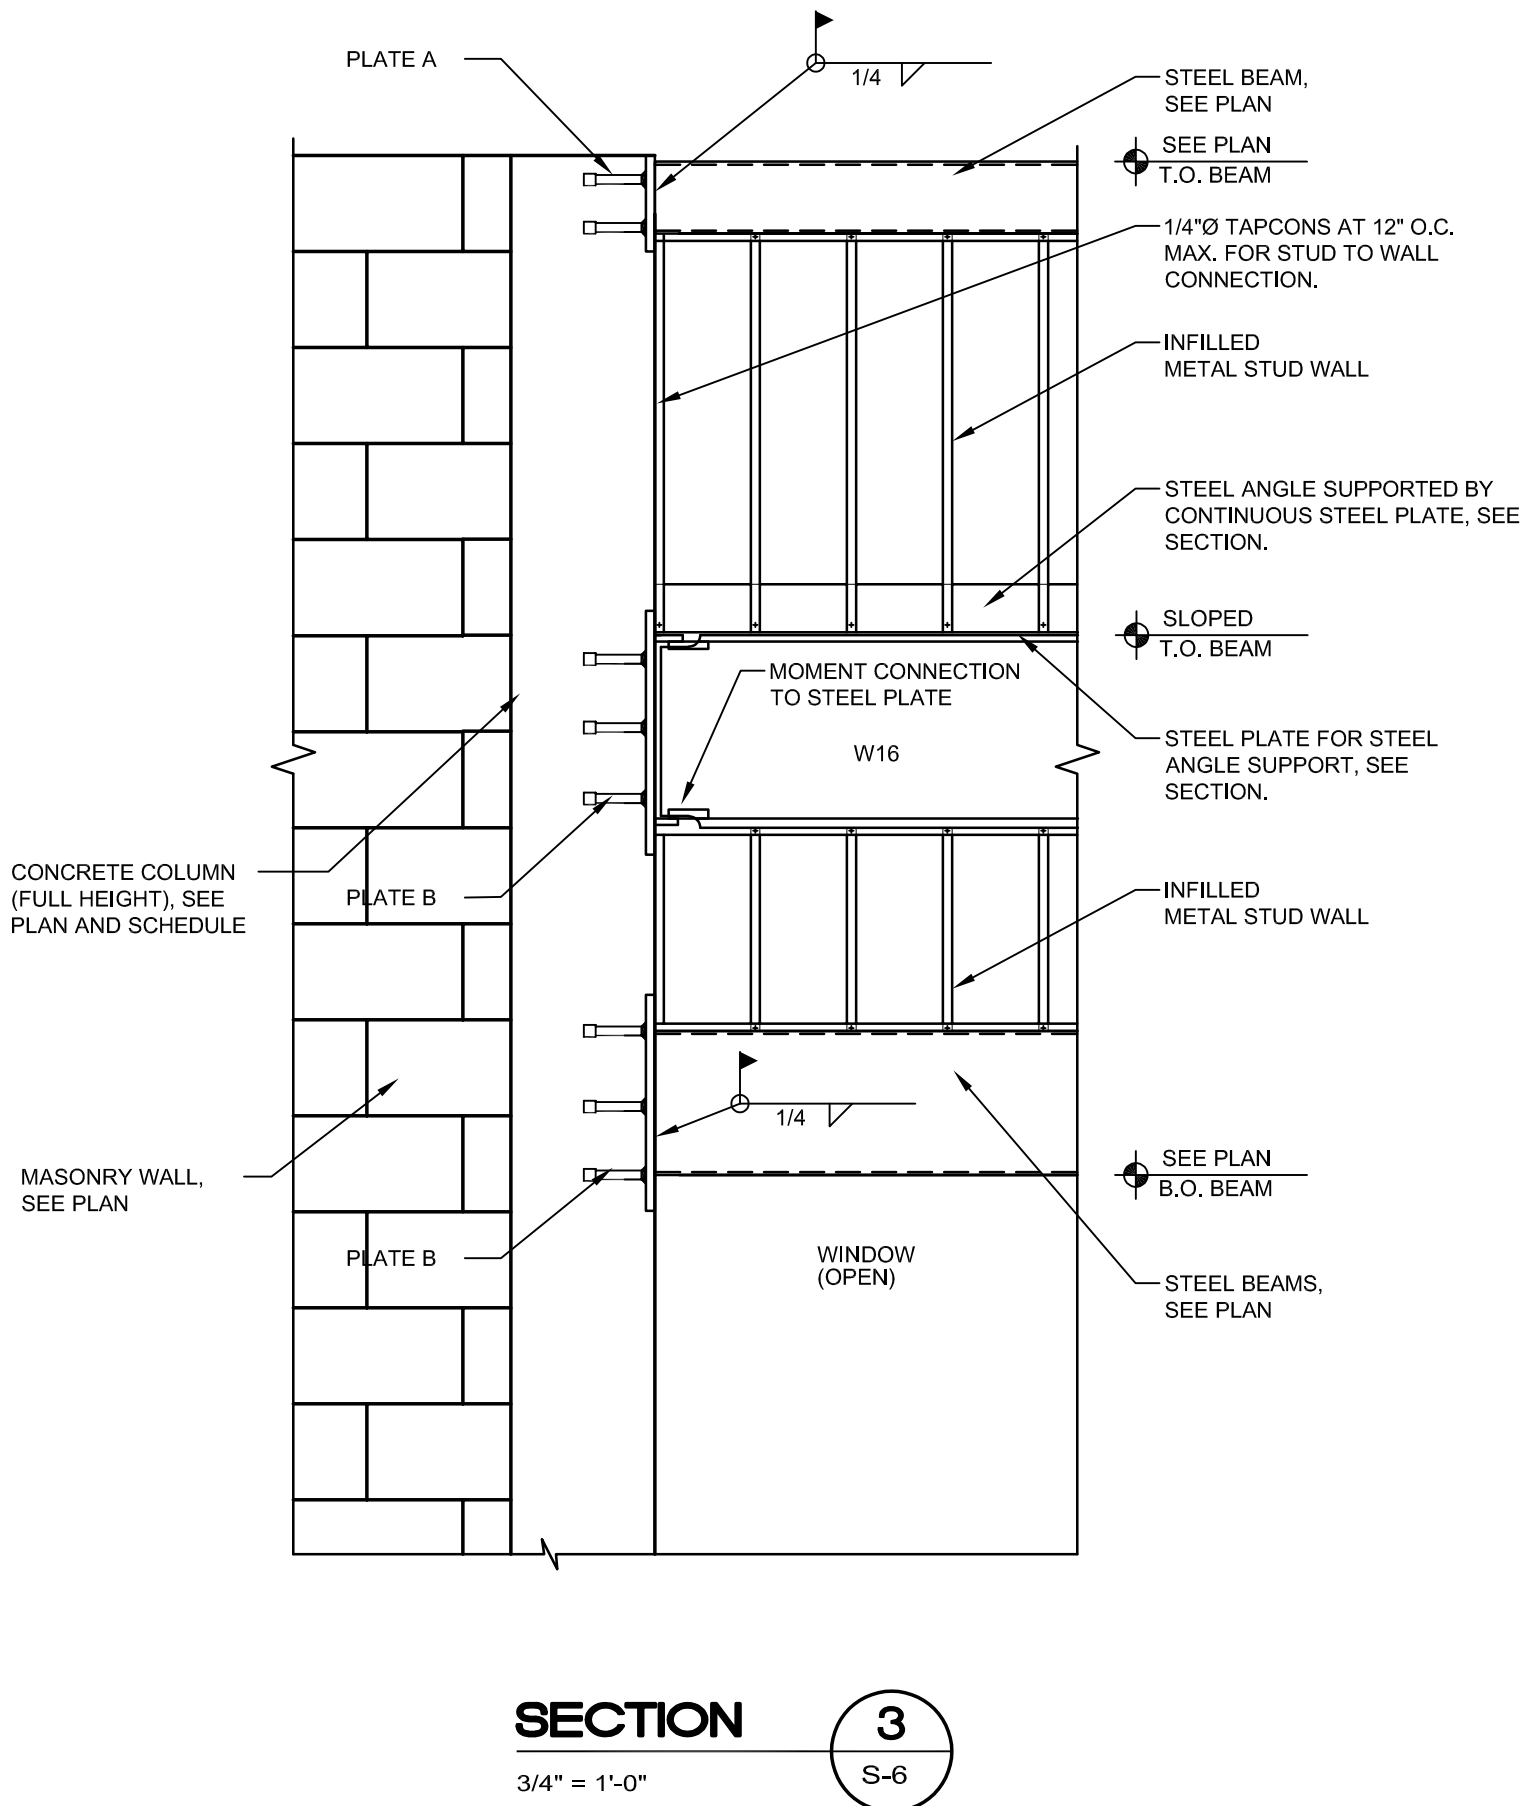 PLATE A
1/4
STEEL BEAM,
SEE PLAN
SEE PLAN
T.O. BEAM
1/4"Ø TAPCONS AT 12" O.C.
MAX. FOR STUD TO WALL
CONNECTION.
INFILLED
METAL STUD WALL
STEEL ANGLE SUPPORTED BY
CONTINUOUS STEEL PLATE, SEE
SECTION.
SLOPED
T.O. BEAM
MOMENT CONNECTION
TO STEEL PLATE
W16
STEEL PLATE FOR STEEL
ANGLE SUPPORT, SEE
SECTION.
CONCRETE COLUMN
(FULL HEIGHT), SEE
PLAN AND SCHEDULE
PLATE B
INFILLED
METAL STUD WALL
1/4
MASONRY WALL,
SEE PLAN
SEE PLAN
B.O. BEAM
PLATE B
WINDOW
(OPEN)
STEEL BEAMS,
SEE PLAN
SECTION
3/4" = 1'-0"
3
S-6